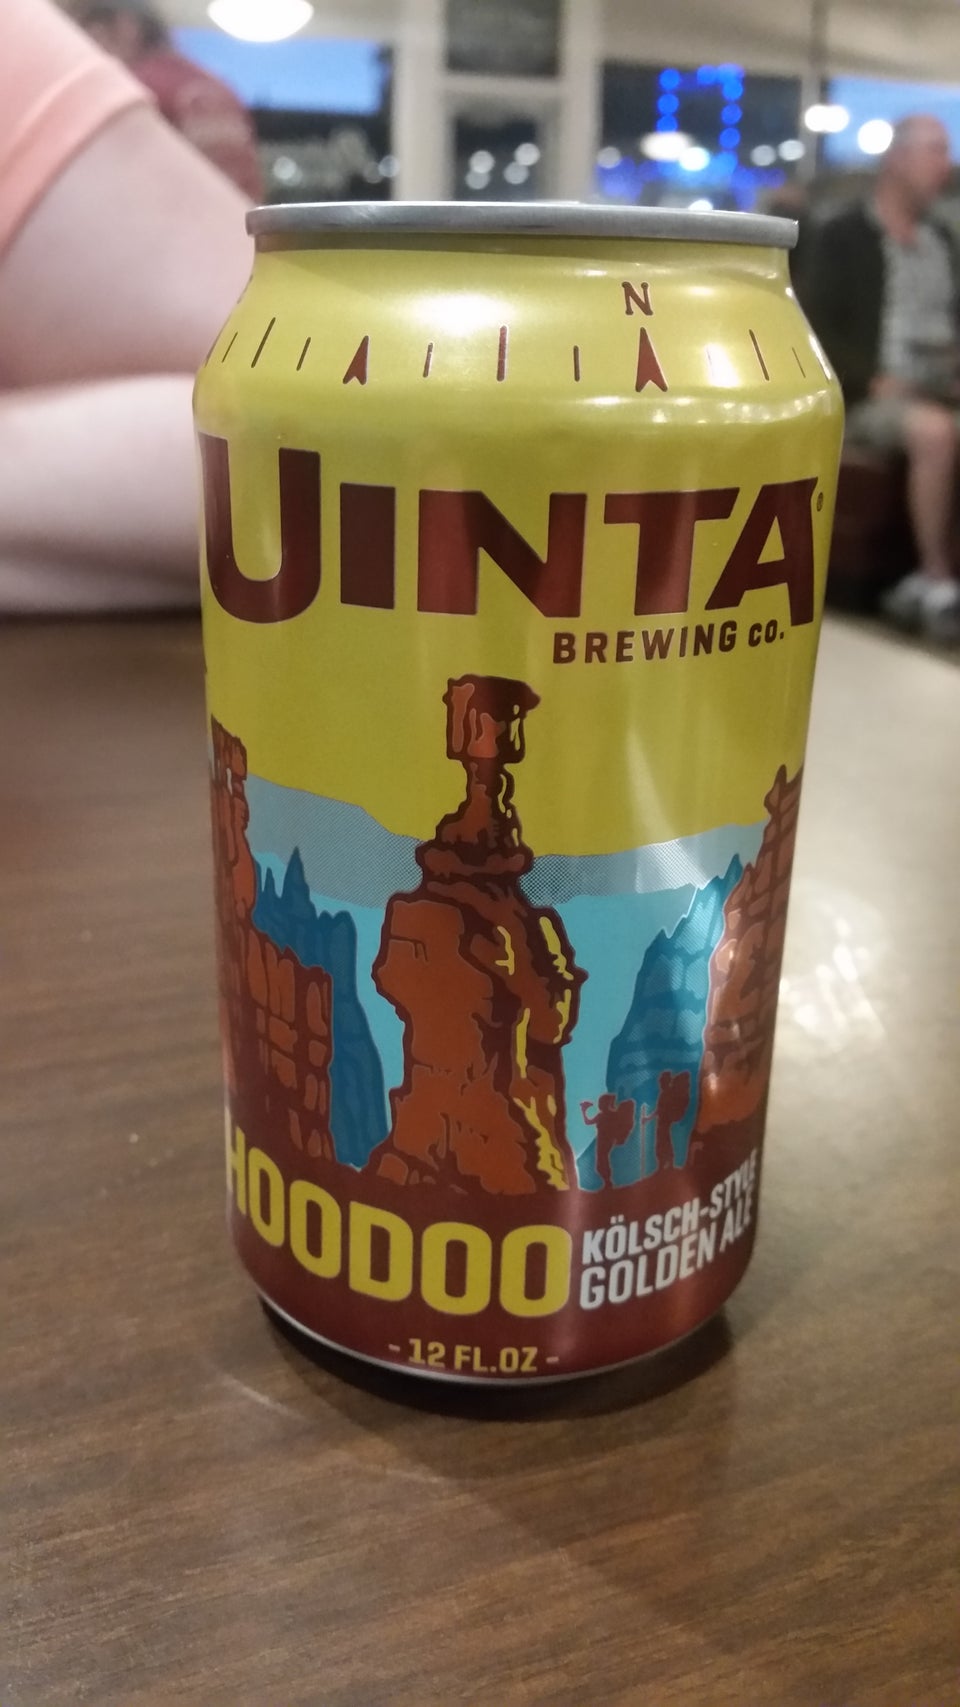 N
UINTA®
BREWING CO.
HOODOO
KÖLSCH-STYLE
GOLDEN ALE
- 12 FL.OZ -